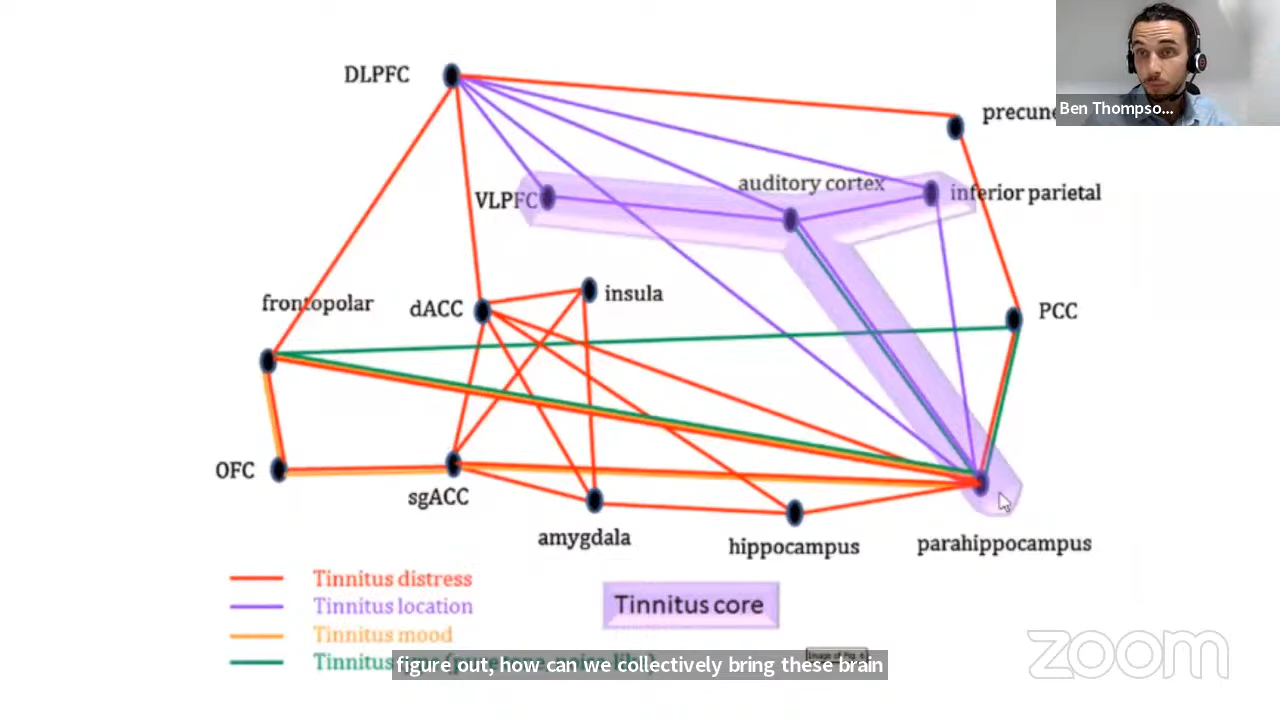 DLPFC
precune
Ben Thompso...
auditory cortex
VLPFC
inferior parietal
frontopolar
dACC
insula
PCC
OFC
sgACC
amygdala
hippocampus
parahippocampus
Tinnitus distress
Tinnitus location
Tinnitus core
Tinnitus mood
figure out, how can we collectively bring these brain
zoom